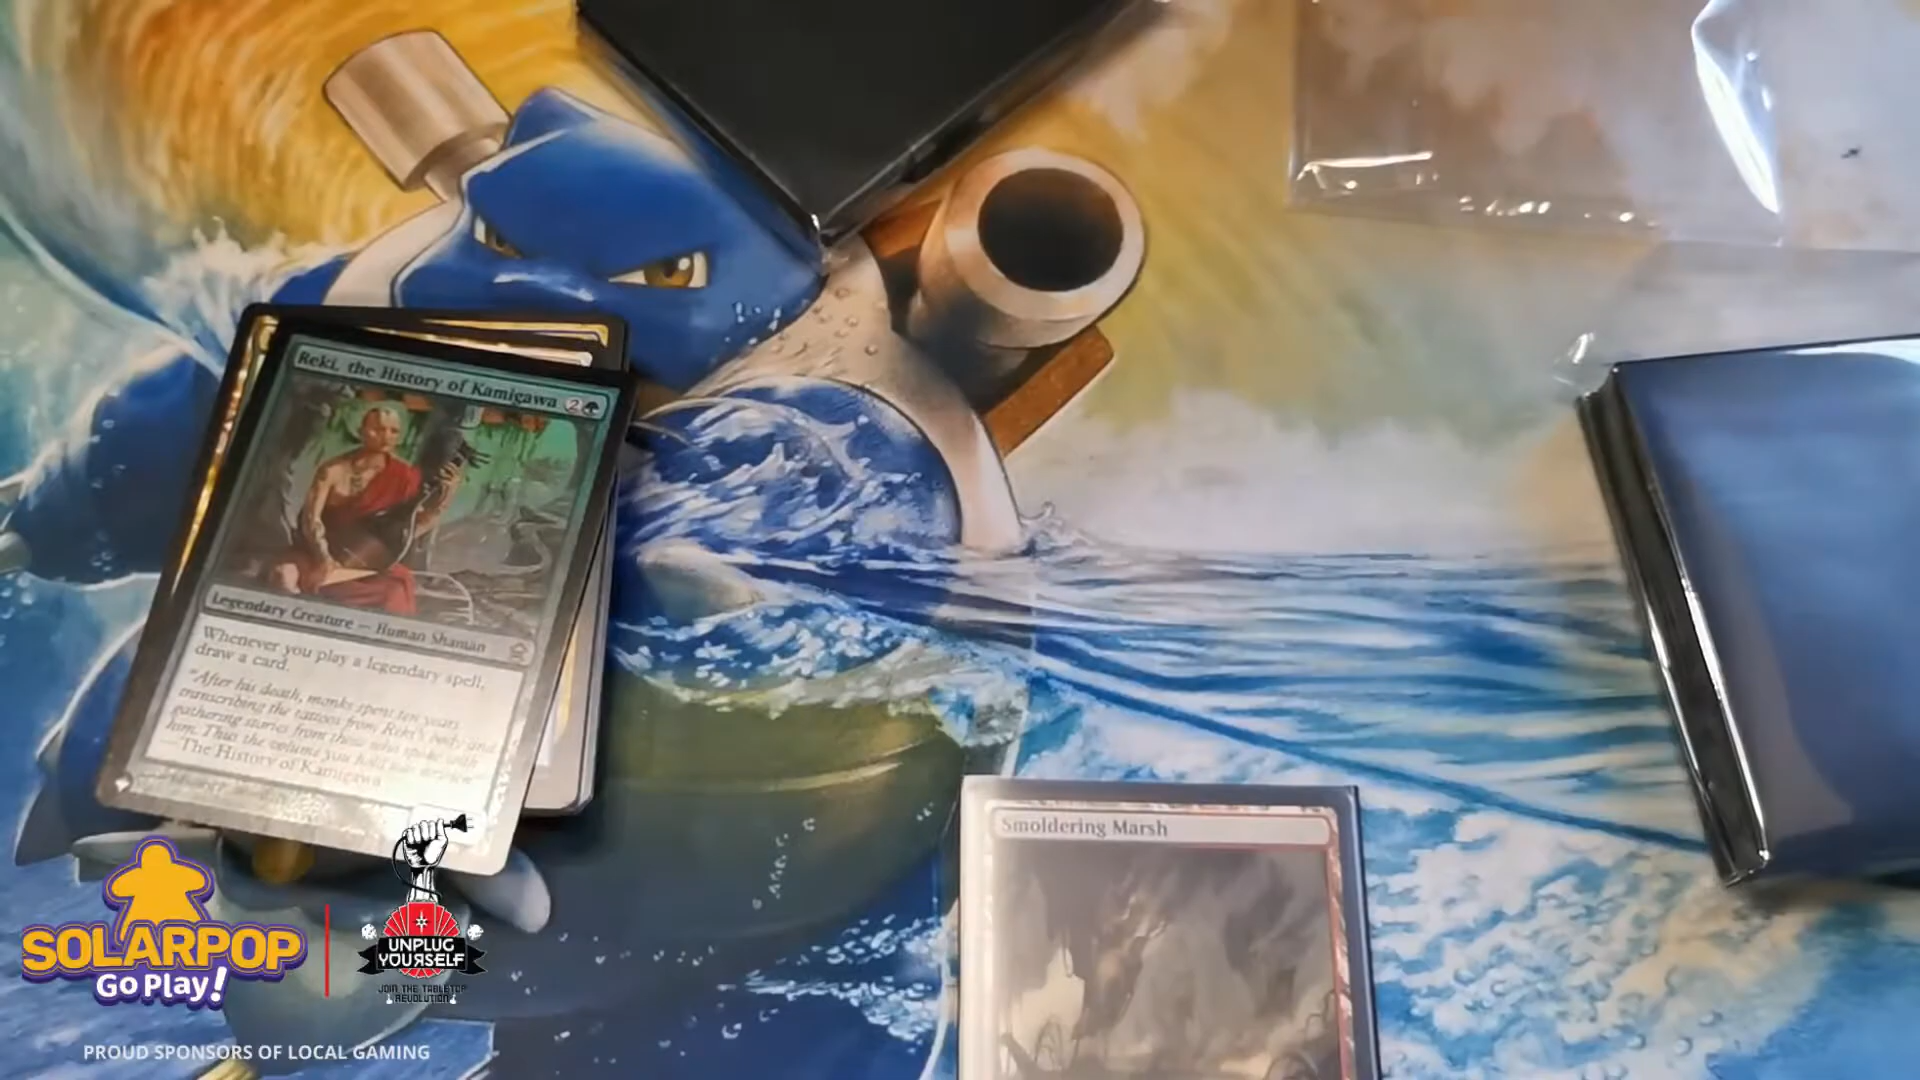 Reki, the History of Kamigawa 2
Legendary Creature — Human Shaman
Whenever you play a legendary spell,
draw a card.
"After his death, monks spent ten years
transcribing the tattoos from Reki's body and
gathering stories from those who spoke with
him. Thus the volume you hold
—The History of Kamigawa
Smoldering Marsh
SOLARPOP
Go Play!
UNPLUG
YOURSELF
JOIN THE TABLETOP
REVOLUTION
PROUD SPONSORS OF LOCAL GAMING